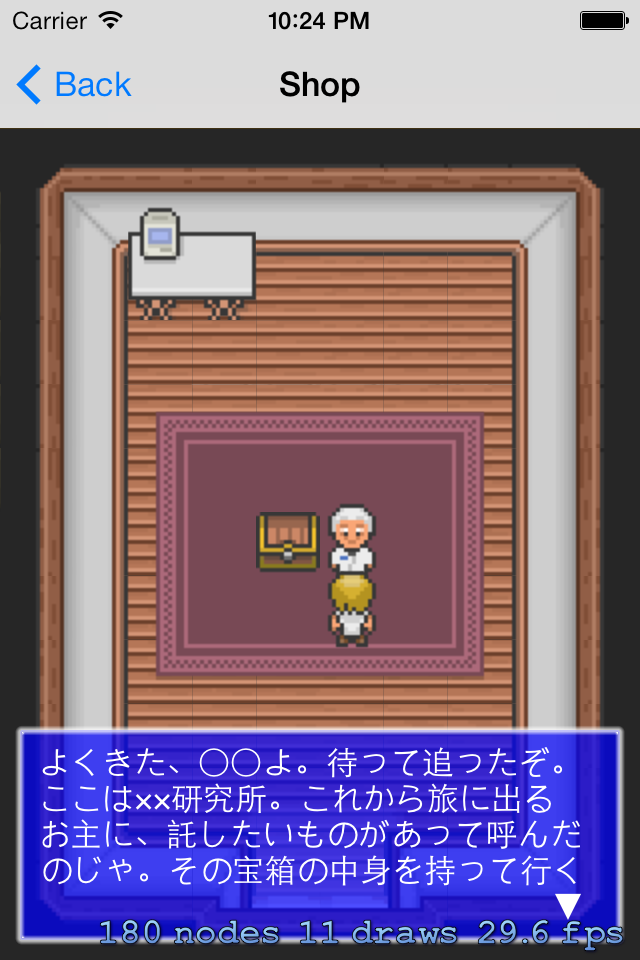 Carrier 10:24 PM
Back Shop
よくきた、○○よ。待って追ったぞ。
ここは××研究所。これから旅に出る
お主に、託したいものがあって呼んだ
のじゃ。その宝箱の中身を持って行く
180 nodes 11 draws 29.6 fps